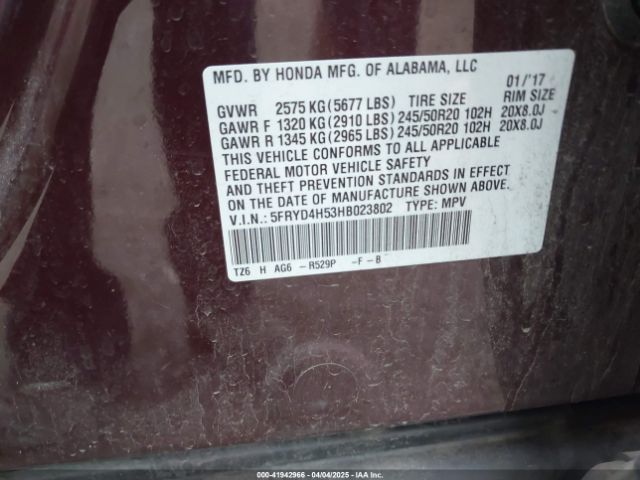 MFD. BY HONDA MFG. OF ALABAMA, LLC 01/'17
GVWR 2575 KG(5677 LBS) TIRE SIZE RIM SIZE
GAWR F 1320 KG(2910 LBS)245/50R20 102H 20X8.0J
GAWR R 1345 KG(2965 LBS)245/50R20 102H 20X8.0J
THIS VEHICLE CONFORMS TO ALL APPLICABLE
FEDERAL MOTOR VEHICLE SAFETY
AND THEFT PREVENTION STANDARDS IN EFFECT
ON THE DATE OF MANUFACTURE SHOWN ABOVE.
V.I.N.: 5FRYD4H53HB023802 TYPE: MPV
TZ6 H AG6 -R529P -F-B
000-41942966 - 04/04/2025 - IAA Inc.